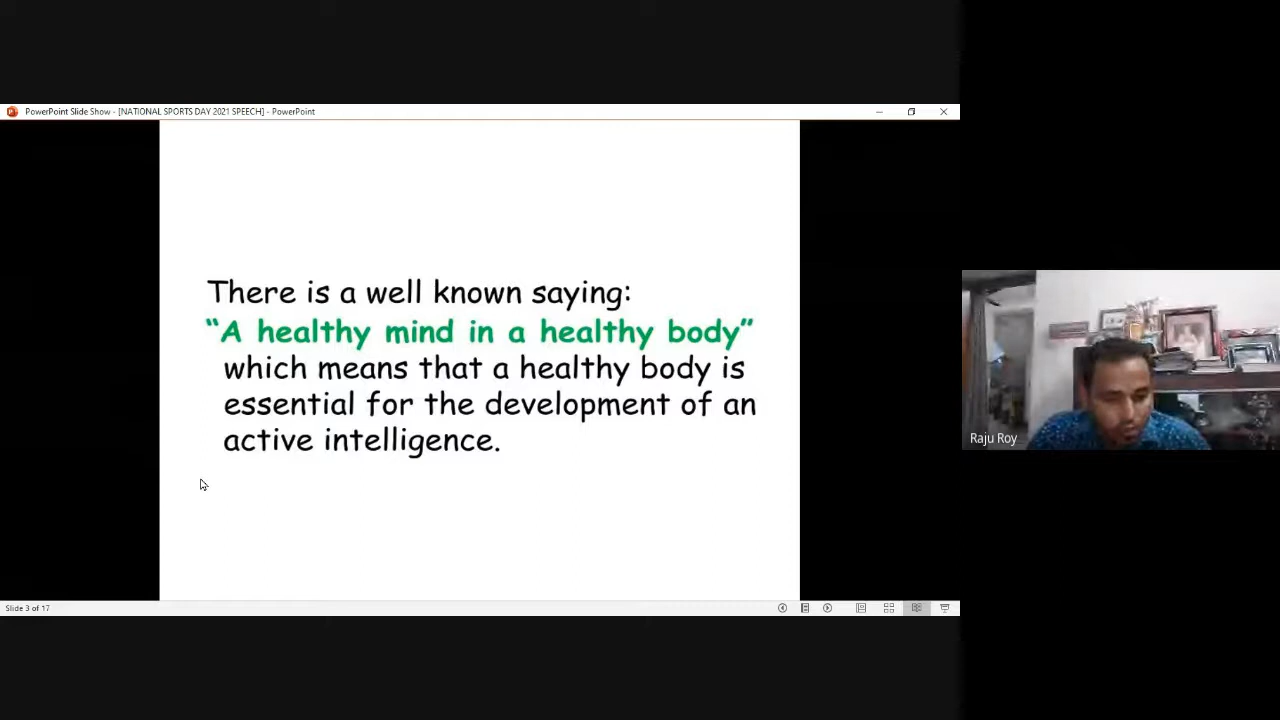 PowerPoint Slide Show - [NATIONAL SPORTS DAY 2021 SPEECH] - PowerPoint
There is a well known saying:
“A healthy mind in a healthy body”
which means that a healthy body is
essential for the development of an
active intelligence.
Raju Roy
Slide 3 of 17